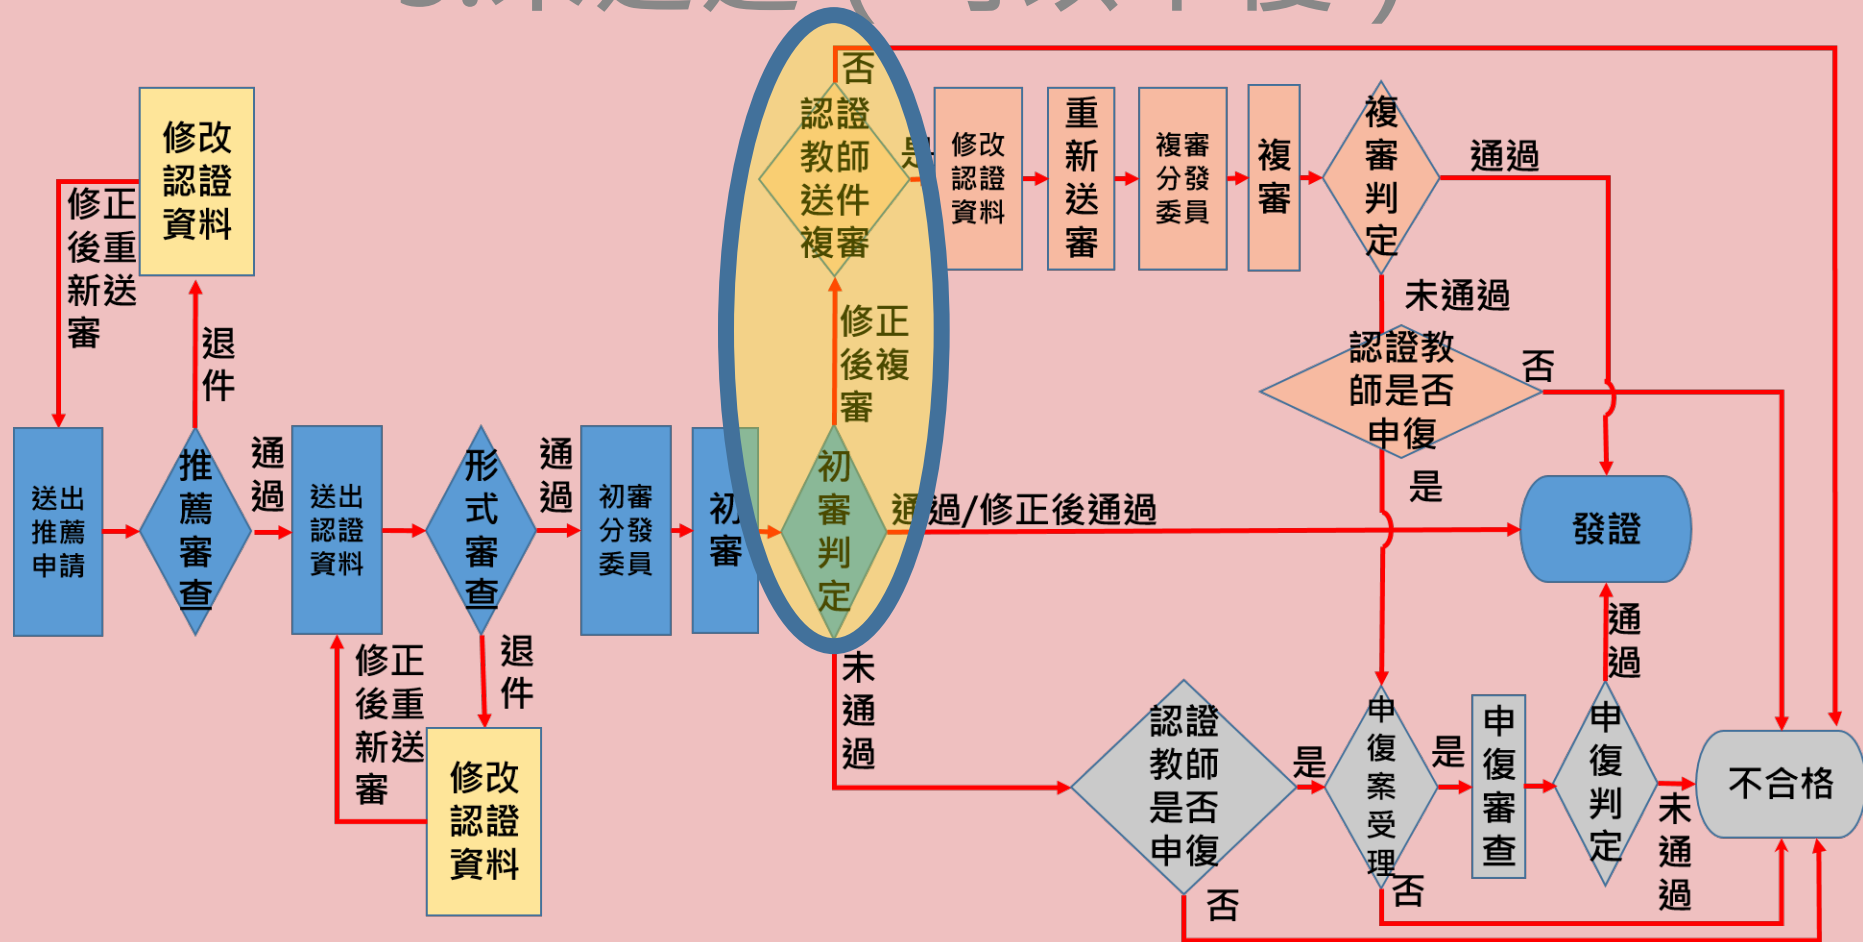 修改
認證
資料
修正
後重
新送
審
退
件
送出
推薦
申請
推
薦
審
查
通
過
送出
認證
資料
修正
後重
新送
審
形
式
審
查
退
件
修改
認證
資料
通
過
初審
分發
委員
初
審
初
審
判
定
修正
後複
審
認證
教師
送件
複審
否
是
修改
認證
資料
重
新
送
審
複審
分發
委員
複
審
複
審
判
定
通過
未通過
認證教
師是否
申復
否
是
通過/修正後通過
發證
未
通
過
認證
教師
是否
申復
是
否
申
復
案
受
理
是
否
申
復
審
查
申
復
判
定
通
過
未
通
過
不合格